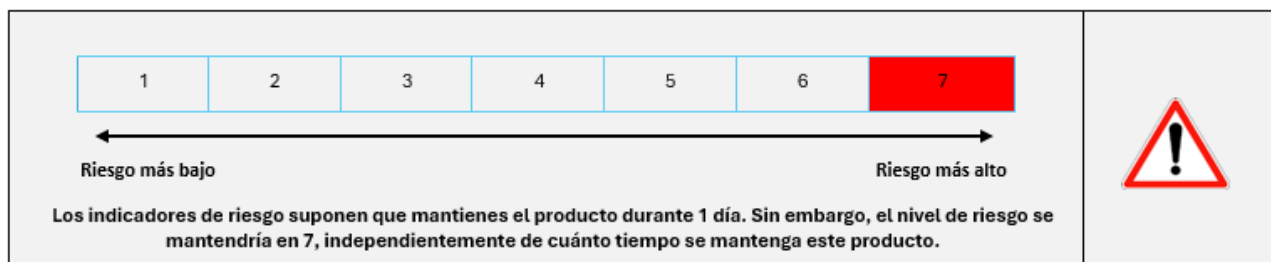 1 2 3 4 5 6 7
Riesgo más bajo Riesgo más alto
Los indicadores de riesgo suponen que mantienes el producto durante 1 día. Sin embargo, el nivel de riesgo se
mantendría en 7, independientemente de cuánto tiempo se mantenga este producto.